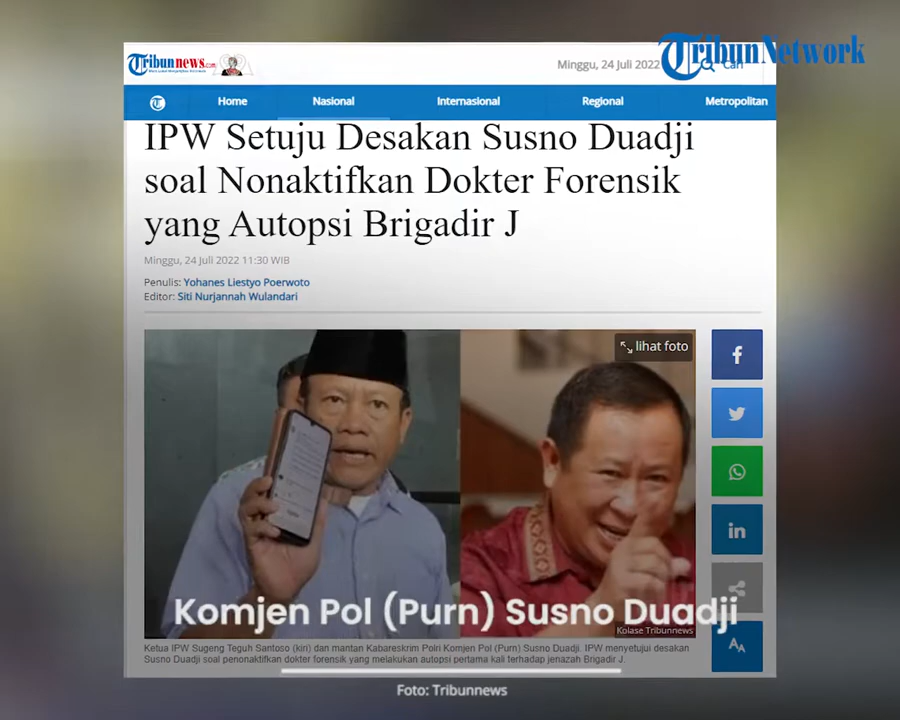 TribunNetwork
Tribunnews.com
Minggu, 24 Juli 2022
Cari
Home
Nasional
Internasional
Regional
Metropolitan
IPW Setuju Desakan Susno Duadji
soal Nonaktifkan Dokter Forensik
yang Autopsi Brigadir J
Minggu, 24 Juli 2022 11:30 WIB
Penulis: Yohanes Liestyo Poerwoto
Editor: Siti Nurjannah Wulandari
lihat foto
Komjen Pol (Purn) Susno Duadji
Kolase Tribunnews
Ketua IPW Sugeng Teguh Santoso (kiri) dan mantan Kabareskrim Polri Komjen Pol (Purn) Susno Duadji. IPW menyetujui desakan
Susno Duadji soal penonaktifkan dokter forensik yang melakukan autopsi pertama kali terhadap jenazah Brigadir J.
AA
Foto: Tribunnews